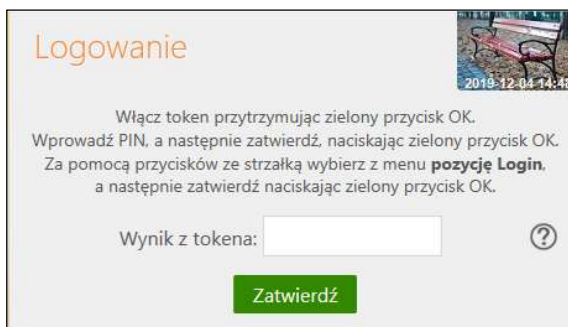 Logowanie
2019-12-04 14:48
Włącz token przytrzymując zielony przycisk OK.
Wprowadź PIN, a następnie zatwierdź, naciskając zielony przycisk OK.
Za pomocą przycisków ze strzałką wybierz z menu pozycję Login,
a następnie zatwierdź naciskając zielony przycisk OK.
Wynik z tokena:
?
Zatwierdź